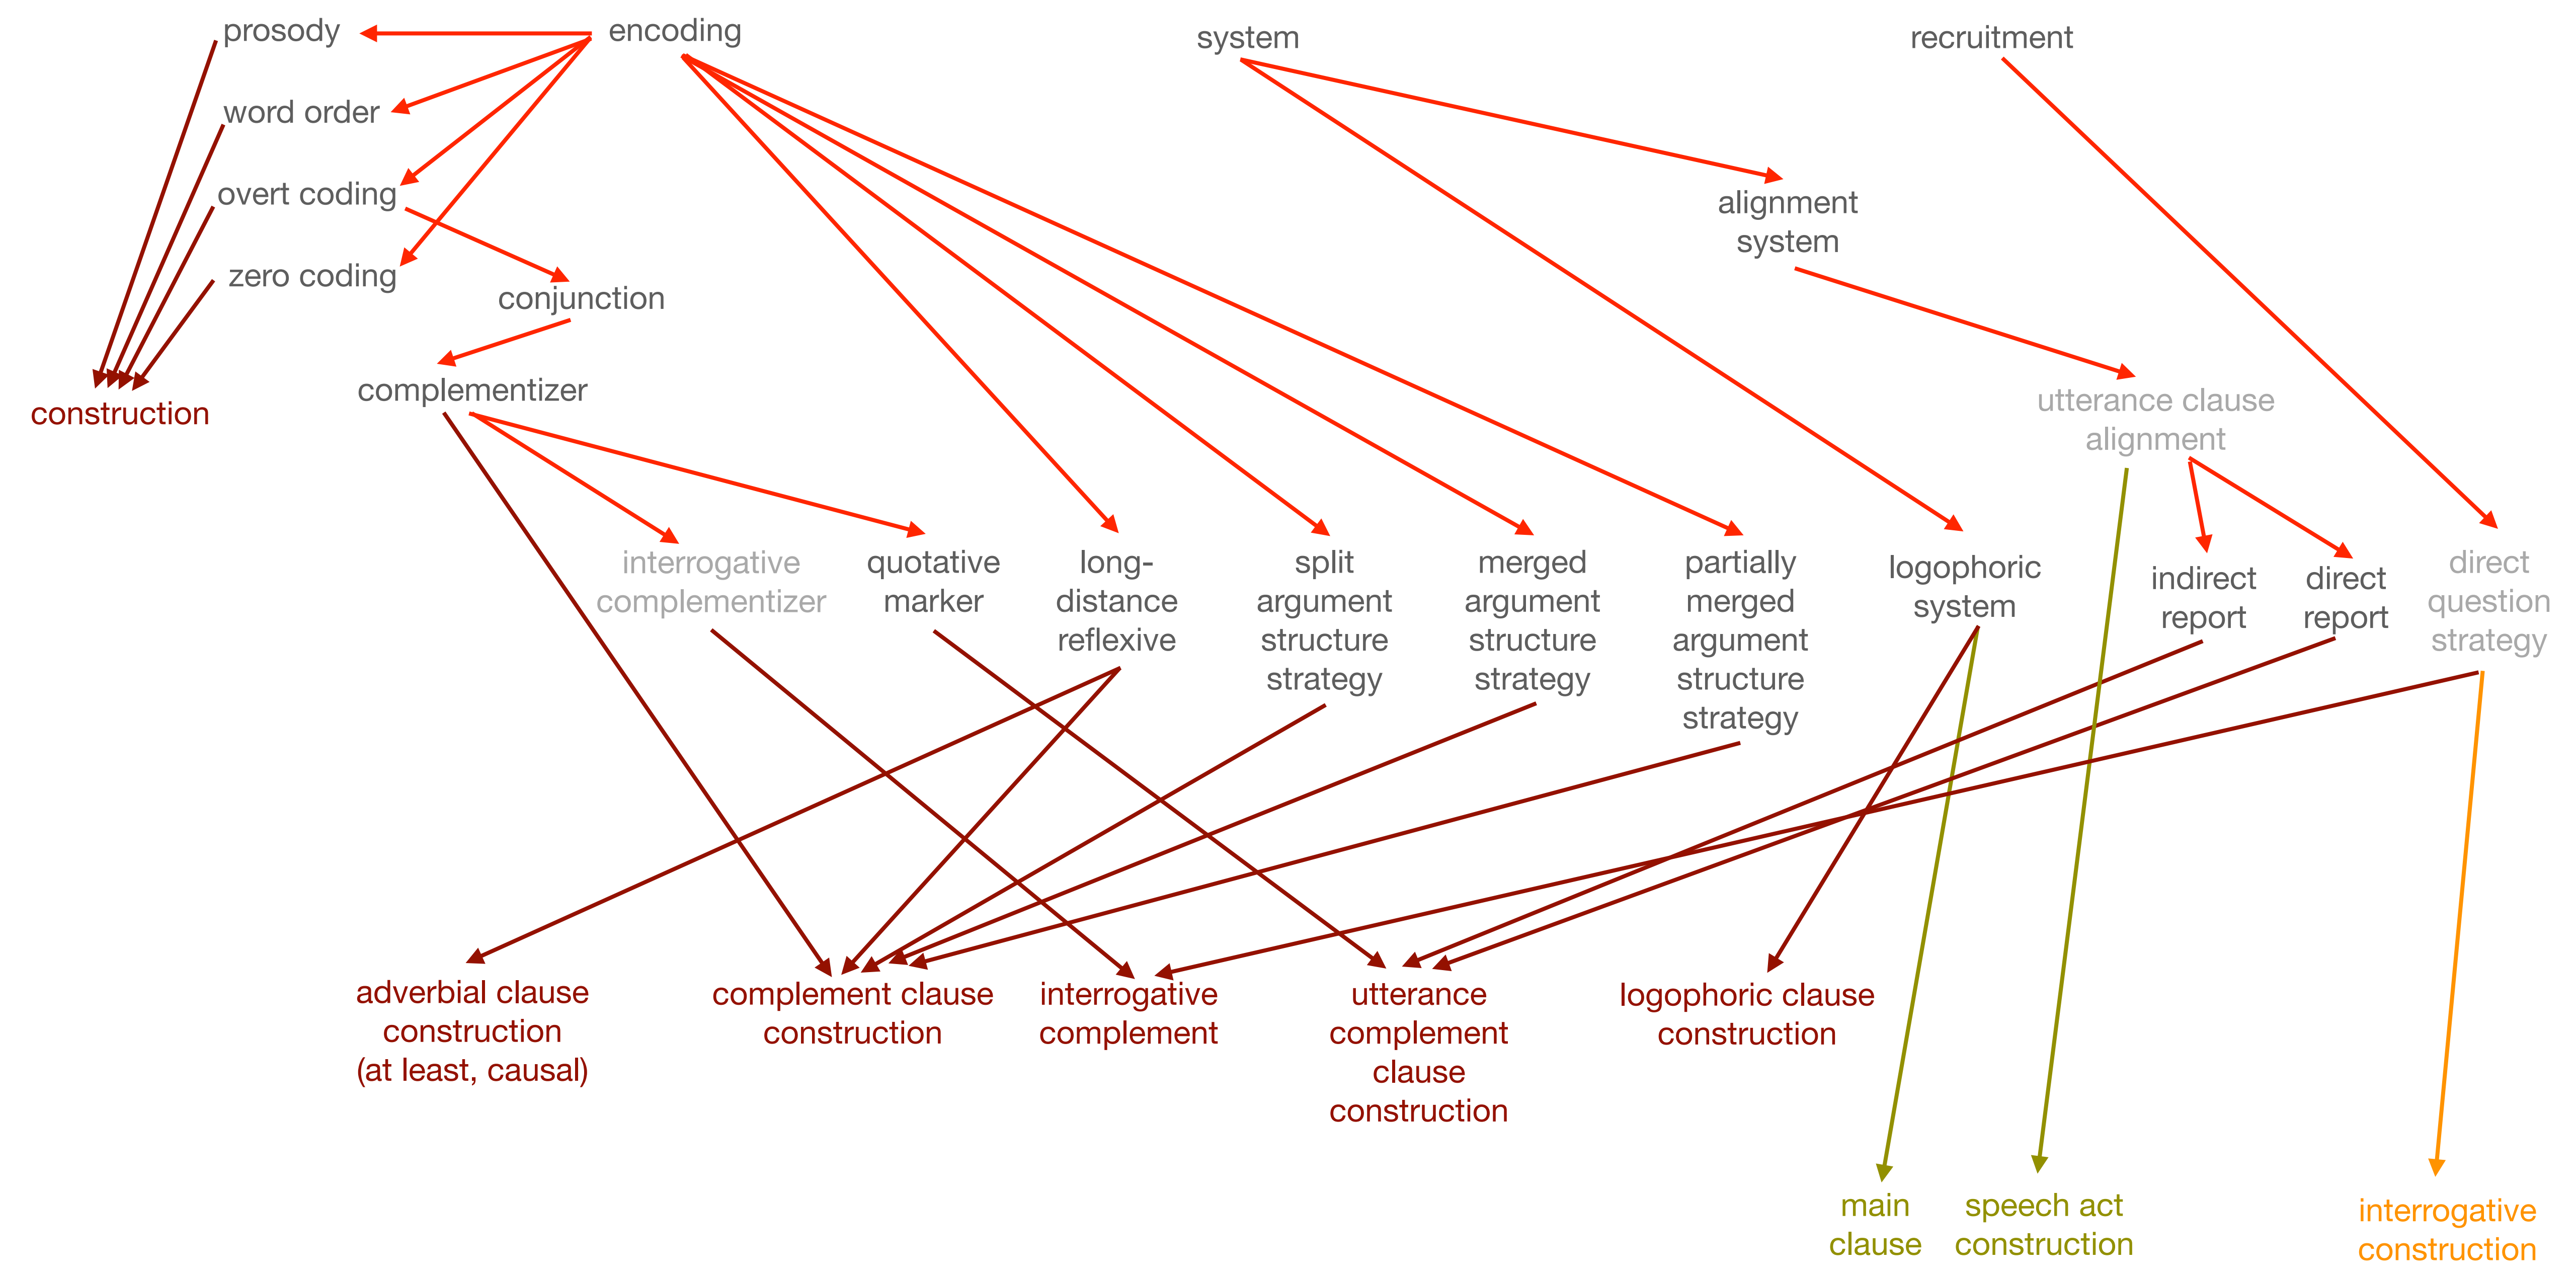 prosody
encoding
system
recruitment
word order
overt coding
alignment
system
zero coding
conjunction
complementizer
construction
utterance clause
alignment
interrogative
complementizer
quotative
marker
long-
distance
reflexive
split
argument
structure
strategy
merged
argument
structure
strategy
partially
merged
argument
structure
strategy
logophoric
system
indirect
report
direct
report
direct
question
strategy
adverbial clause
construction
(at least, causal)
complement clause
construction
interrogative
complement
utterance
complement
clause
construction
logophoric clause
construction
main
clause
speech act
construction
interrogative
construction